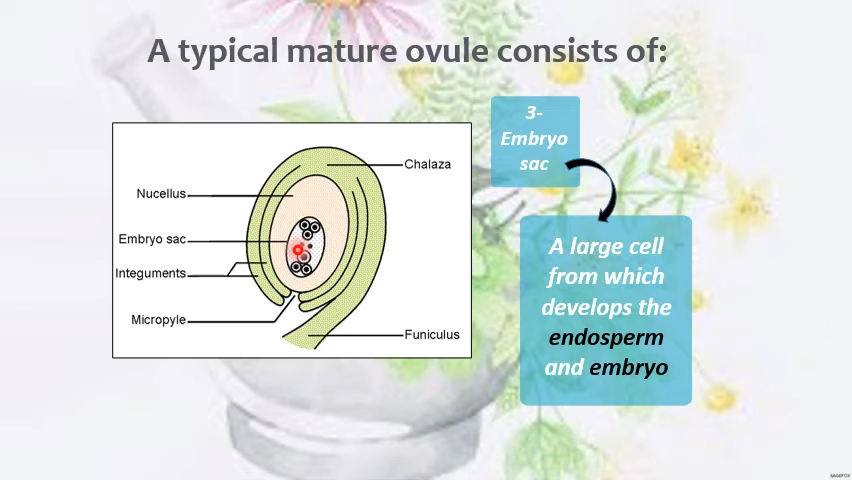 A typical mature ovule consists of:
3-
Embryo
sac
Chalaza
Nucellus
Embryo sac
Integuments
Micropyle
Funiculus
A large cell
from which
develops the
endosperm
and embryo
SAGEFOX